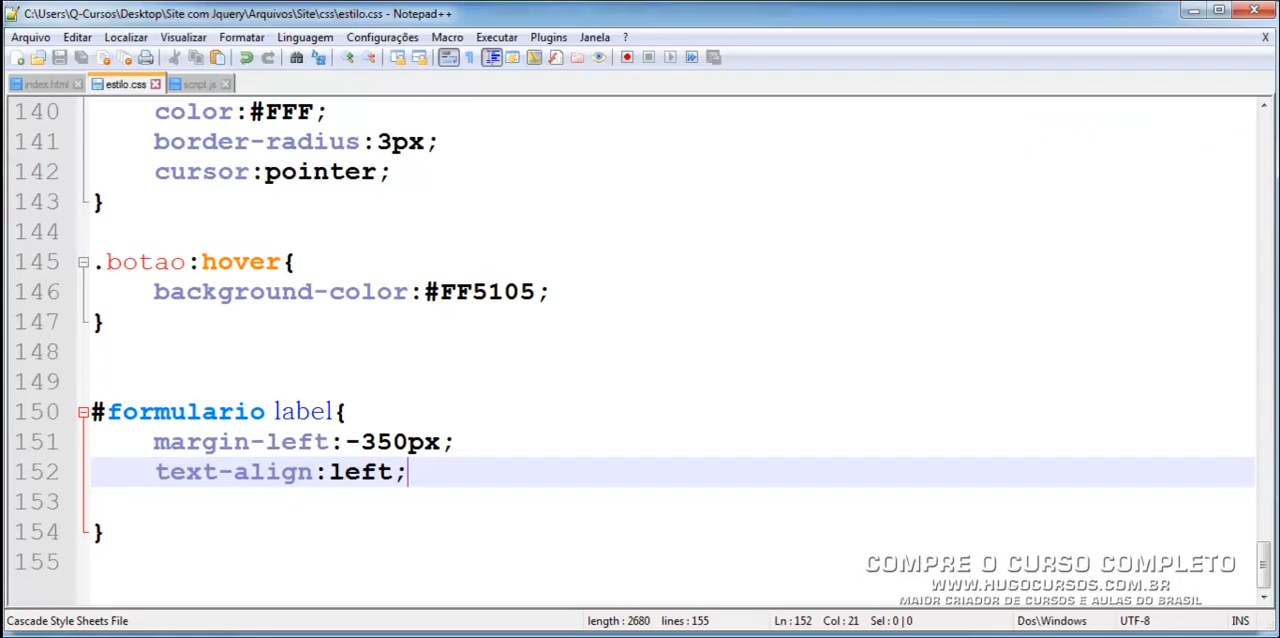 C:\Users\Q-Cursos\Desktop\Site com Jquery\Arquivos\Site\css\estilo.css - Notepad++
Arquivo Editar Localizar Visualizar Formatar Linguagem Configurações Macro Executar Plugins Janela ? X
index.html estilo.css script.js
140 color:#FFF;
141 border-radius:3px;
142 cursor:pointer;
143 }
144
145 .botao:hover{
146 background-color:#FF5105;
147 }
148
149
150 #formulario label{
151 margin-left:-350px;
152 text-align:left;
153
154 }
155
COMPRE O CURSO COMPLETO
WWW.HUGOCURSOS.COM.BR
MAIOR CRIADOR DE CURSOS E AULAS DO BRASIL
Cascade Style Sheets File length : 2680 lines : 155 Ln : 152 Col : 21 Sel : 0 | 0 Dos\Windows UTF-8 INS